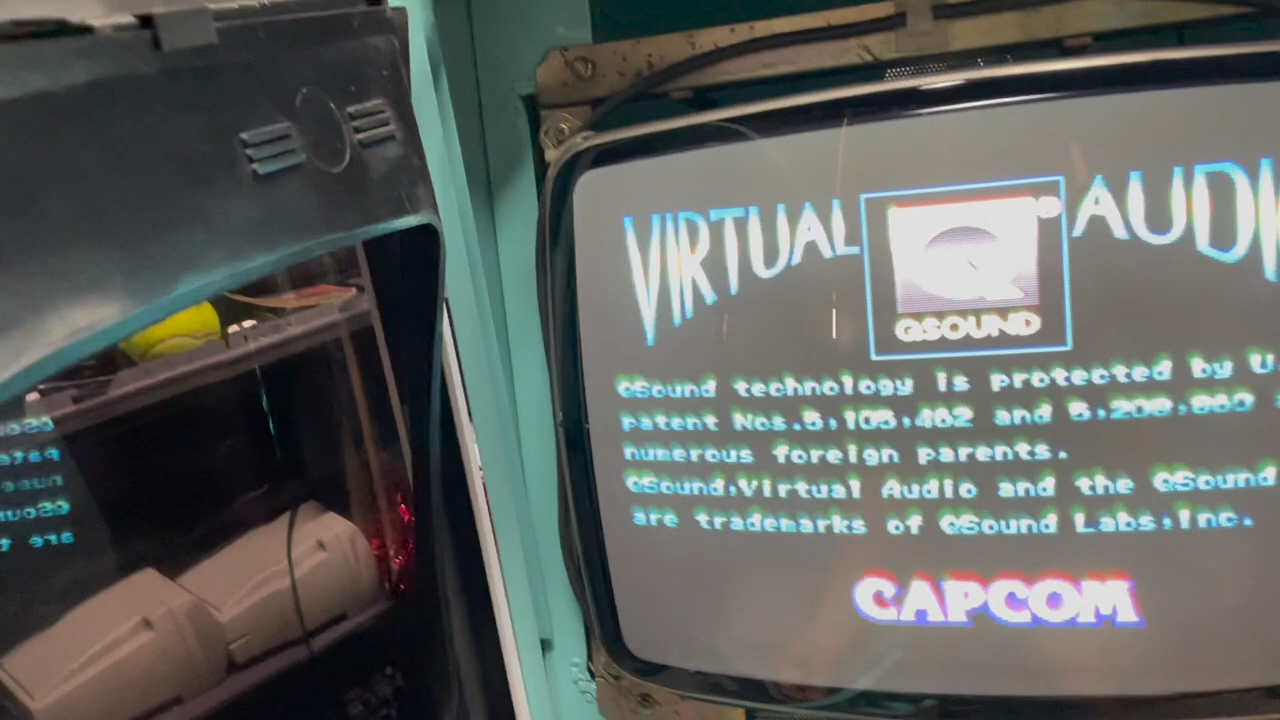 VIRTUAL AUDI
QSOUND
QSound technology is protected by U.
patent Nos.5,105,462 and 5,208,860
numerous foreign parents.
QSound,Virtual Audio and the QSound
are trademarks of QSound Labs,Inc.
CAPCOM